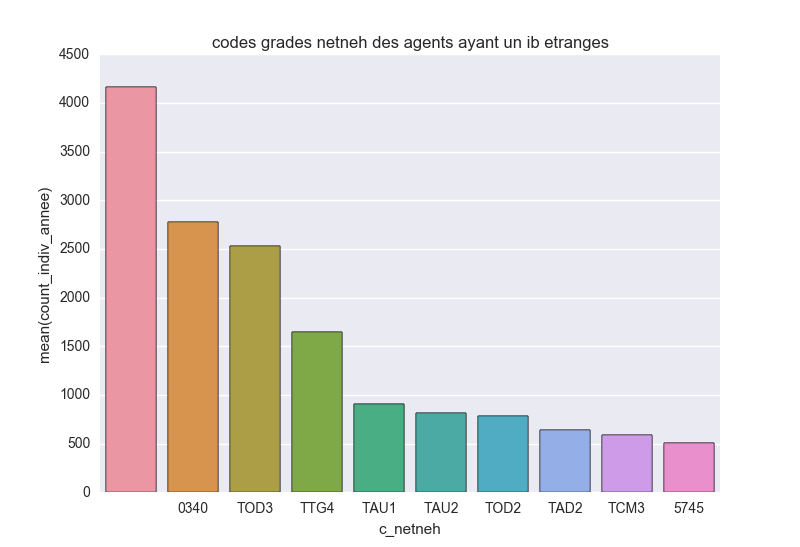 codes grades netneh des agents ayant un ib etranges
4500
4000
3500
3000
2500
2000
1500
1000
500
0
mean(count_indiv_annee)
0340 TOD3 TTG4 TAU1 TAU2 TOD2 TAD2 TCM3 5745
c_netneh